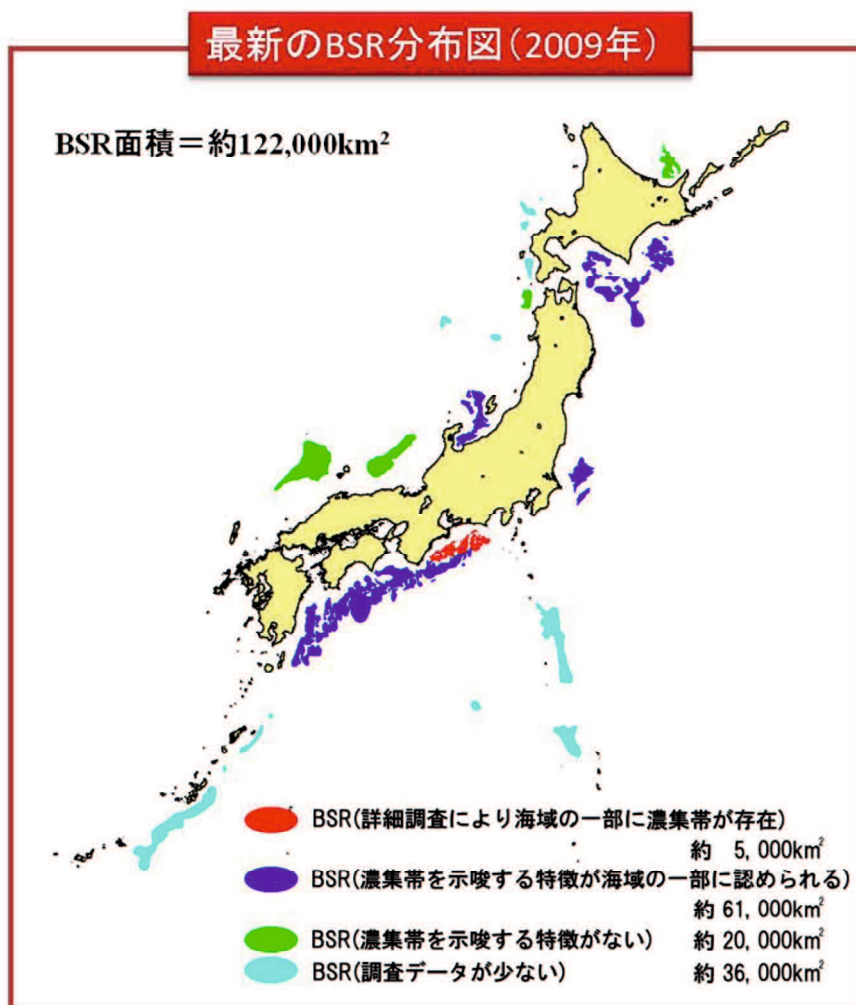 最新のBSR分布図(2009年)
BSR面積=約122,000km²
BSR(詳細調査により海域の一部に濃集帯が存在)
約 5,000km²
BSR(濃集帯を示唆する特徴が海域の一部に認められる)
約 61,000km²
BSR(濃集帯を示唆する特徴がない) 約 20,000km²
BSR(調査データが少ない) 約 36,000km²